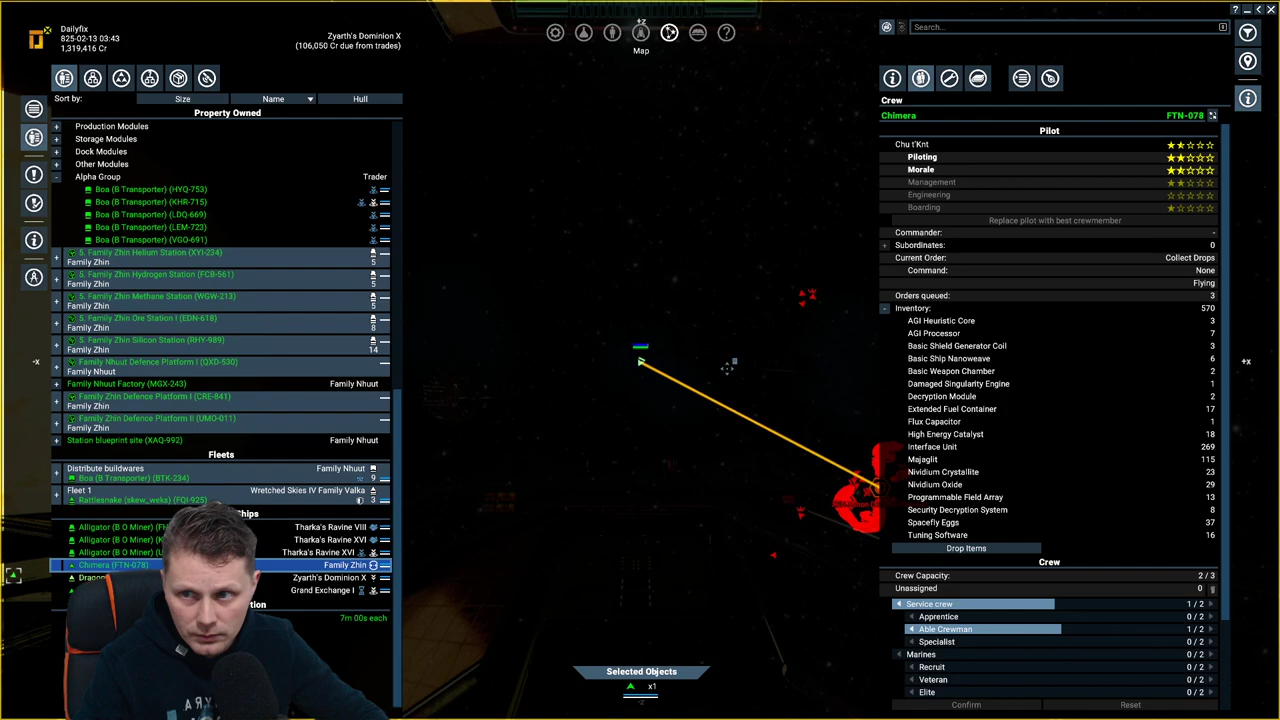 Dailyfix
825-02-13 03:43
1,319,416 Cr
Zyarth's Dominion X
(106,050 Cr due from trades)
+z
Map
Search...
Sort by:
Size
Name
Hull
Property Owned
Production Modules
Storage Modules
Dock Modules
Other Modules
Alpha Group
Trader
Boa (B Transporter) (HYQ-753)
Boa (B Transporter) (KHR-715)
Boa (B Transporter) (LDQ-669)
Boa (B Transporter) (LEM-723)
Boa (B Transporter) (VGO-691)
5. Family Zhin Helium Station (XYI-234)
Family Zhin 5
5. Family Zhin Hydrogen Station (FCB-561)
Family Zhin 5
5. Family Zhin Methane Station (WGW-213)
Family Zhin 5
5. Family Zhin Ore Station I (EDN-618)
Family Zhin 8
5. Family Zhin Silicon Station (RHY-989)
Family Zhin 14
Family Nhuut Defence Platform I (QXD-530)
Family Nhuut
Family Nhuut Factory (MGX-243) Family Nhuut
Family Zhin Defence Platform I (CRE-841)
Family Zhin
Family Zhin Defence Platform II (UMO-011)
Family Zhin
Station blueprint site (XAQ-992) Family Nhuut
Fleets
Distribute buildwares Family Nhuut
Boa (B Transporter) (BTK-234) 9
Fleet 1 Wretched Skies IV Family Valka
Rattlesnake (skew_weks) (FQI-925) 3
Ships
Alligator (B O Miner) Tharka's Ravine VIII
Alligator (B O Miner) Tharka's Ravine XVI
Alligator (B O Miner) Tharka's Ravine XVI
Chimera (FTN-078) Family Zhin
Zyarth's Dominion X
Grand Exchange I
7m 00s each
-x
+x
Selected Objects
x1
-z
Crew
Chimera FTN-078
Pilot
Chu t'Knt
Piloting
Morale
Management
Engineering
Boarding
Replace pilot with best crewmember
Commander: -
Subordinates: 0
Current Order: Collect Drops
Command: None
Flying
Orders queued: 3
Inventory: 570
AGI Heuristic Core 3
AGI Processor 7
Basic Shield Generator Coil 3
Basic Ship Nanoweave 6
Basic Weapon Chamber 2
Damaged Singularity Engine 1
Decryption Module 2
Extended Fuel Container 17
Flux Capacitor 1
High Energy Catalyst 18
Interface Unit 269
Majaglit 115
Nividium Crystallite 23
Nividium Oxide 29
Programmable Field Array 13
Security Decryption System 8
Spacefly Eggs 37
Tuning Software 16
Drop Items
Crew
Crew Capacity: 2 / 3
Unassigned 0
Service crew 1 / 2
Apprentice 0 / 2
Able Crewman 1 / 2
Specialist 0 / 2
Marines 0 / 2
Recruit 0 / 2
Veteran 0 / 2
Elite 0 / 2
Confirm
Reset